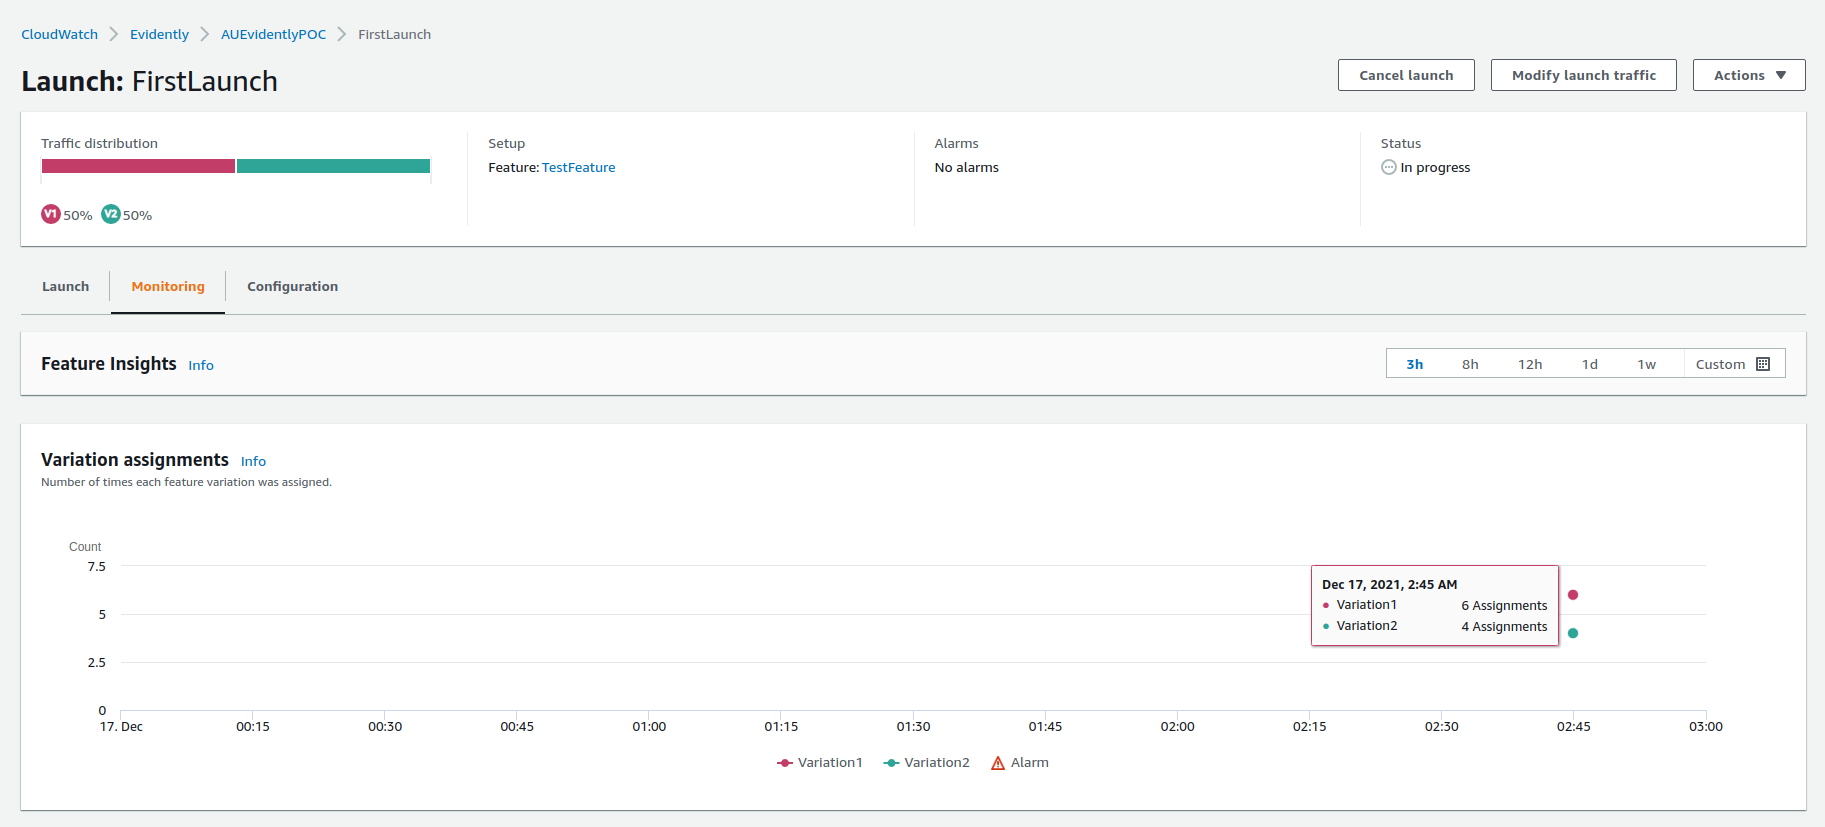 CloudWatch Evidently AUEvidentlyPOC FirstLaunch
Launch: FirstLaunch
Cancel launch Modify launch traffic Actions
Traffic distribution
V1 50% V2 50%
Setup
Feature: TestFeature
Alarms
No alarms
Status
In progress
Launch Monitoring Configuration
Feature Insights Info
3h 8h 12h 1d 1w Custom
Variation assignments Info
Number of times each feature variation was assigned.
Count
7.5
5
2.5
0
Dec 17, 2021, 2:45 AM
Variation1 6 Assignments
Variation2 4 Assignments
17. Dec 00:15 00:30 00:45 01:00 01:15 01:30 01:45 02:00 02:15 02:30 02:45 03:00
Variation1 Variation2 Alarm